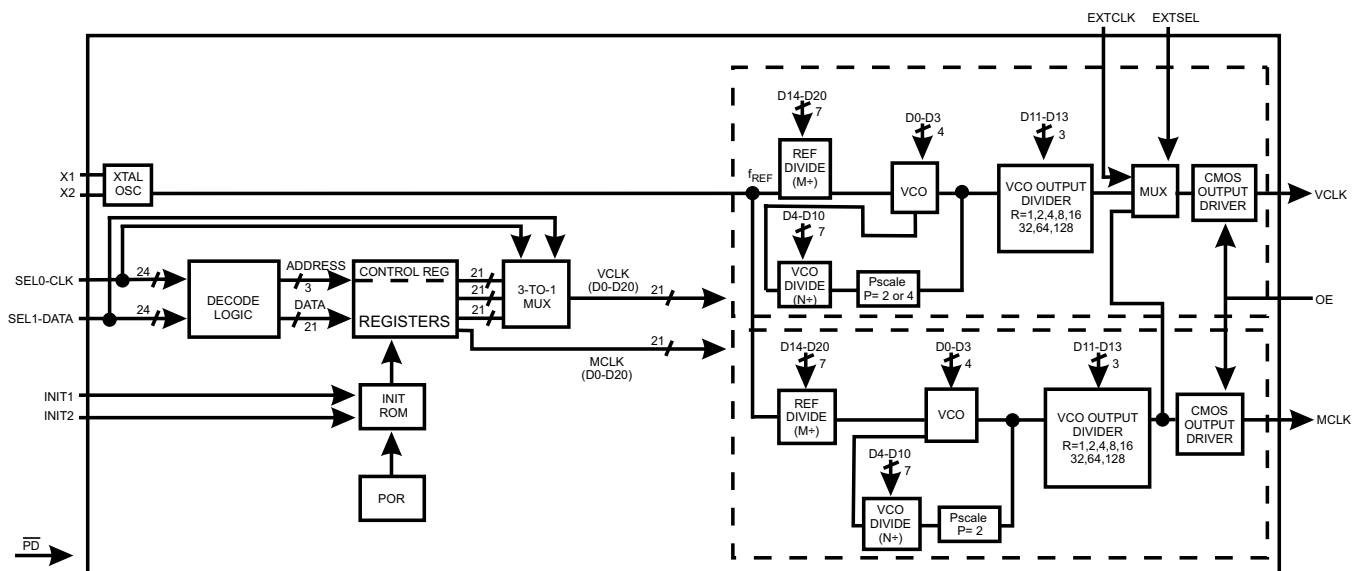 EXTCLK EXTSEL
D14-D20
7
D0-D3
4
D11-D13
3
X1
X2
XTAL
OSC
fREF
REF
DIVIDE
(M÷)
VCO
VCO OUTPUT
DIVIDER
R=1,2,4,8,16
32,64,128
MUX
CMOS
OUTPUT
DRIVER
VCLK
D4-D10
7
VCO
DIVIDE
(N÷)
Pscale
P= 2 or 4
SEL0-CLK
24
SEL1-DATA
24
DECODE
LOGIC
ADDRESS
3
DATA
21
CONTROL REG
REGISTERS
21
21
21
3-TO-1
MUX
VCLK
(D0-D20)
21
MCLK
(D0-D20)
21
OE
INIT1
INIT2
INIT
ROM
POR
PD
D14-D20
7
D0-D3
4
D11-D13
3
REF
DIVIDE
(M÷)
VCO
VCO OUTPUT
DIVIDER
R=1,2,4,8,16
32,64,128
CMOS
OUTPUT
DRIVER
MCLK
D4-D10
7
VCO
DIVIDE
(N÷)
Pscale
P= 2